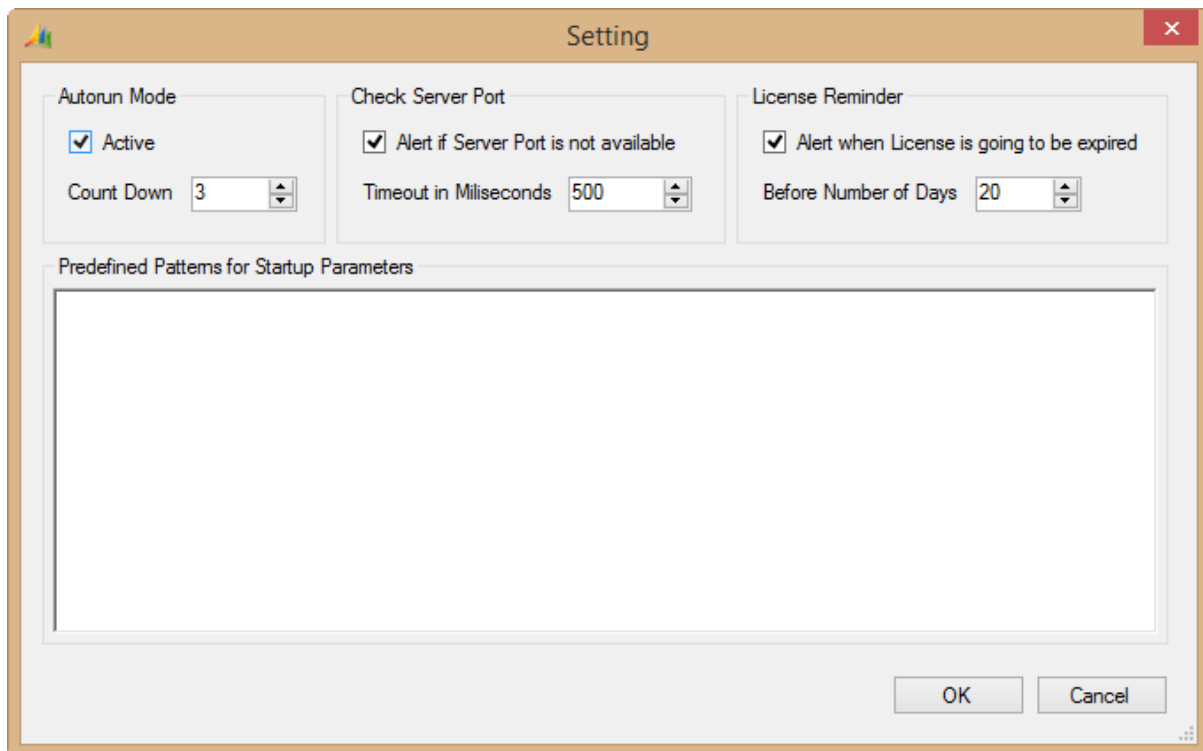 Setting
Autorun Mode
Active
Count Down 3
Check Server Port
Alert if Server Port is not available
Timeout in Miliseconds 500
License Reminder
Alert when License is going to be expired
Before Number of Days 20
Predefined Patterns for Startup Parameters
OK Cancel